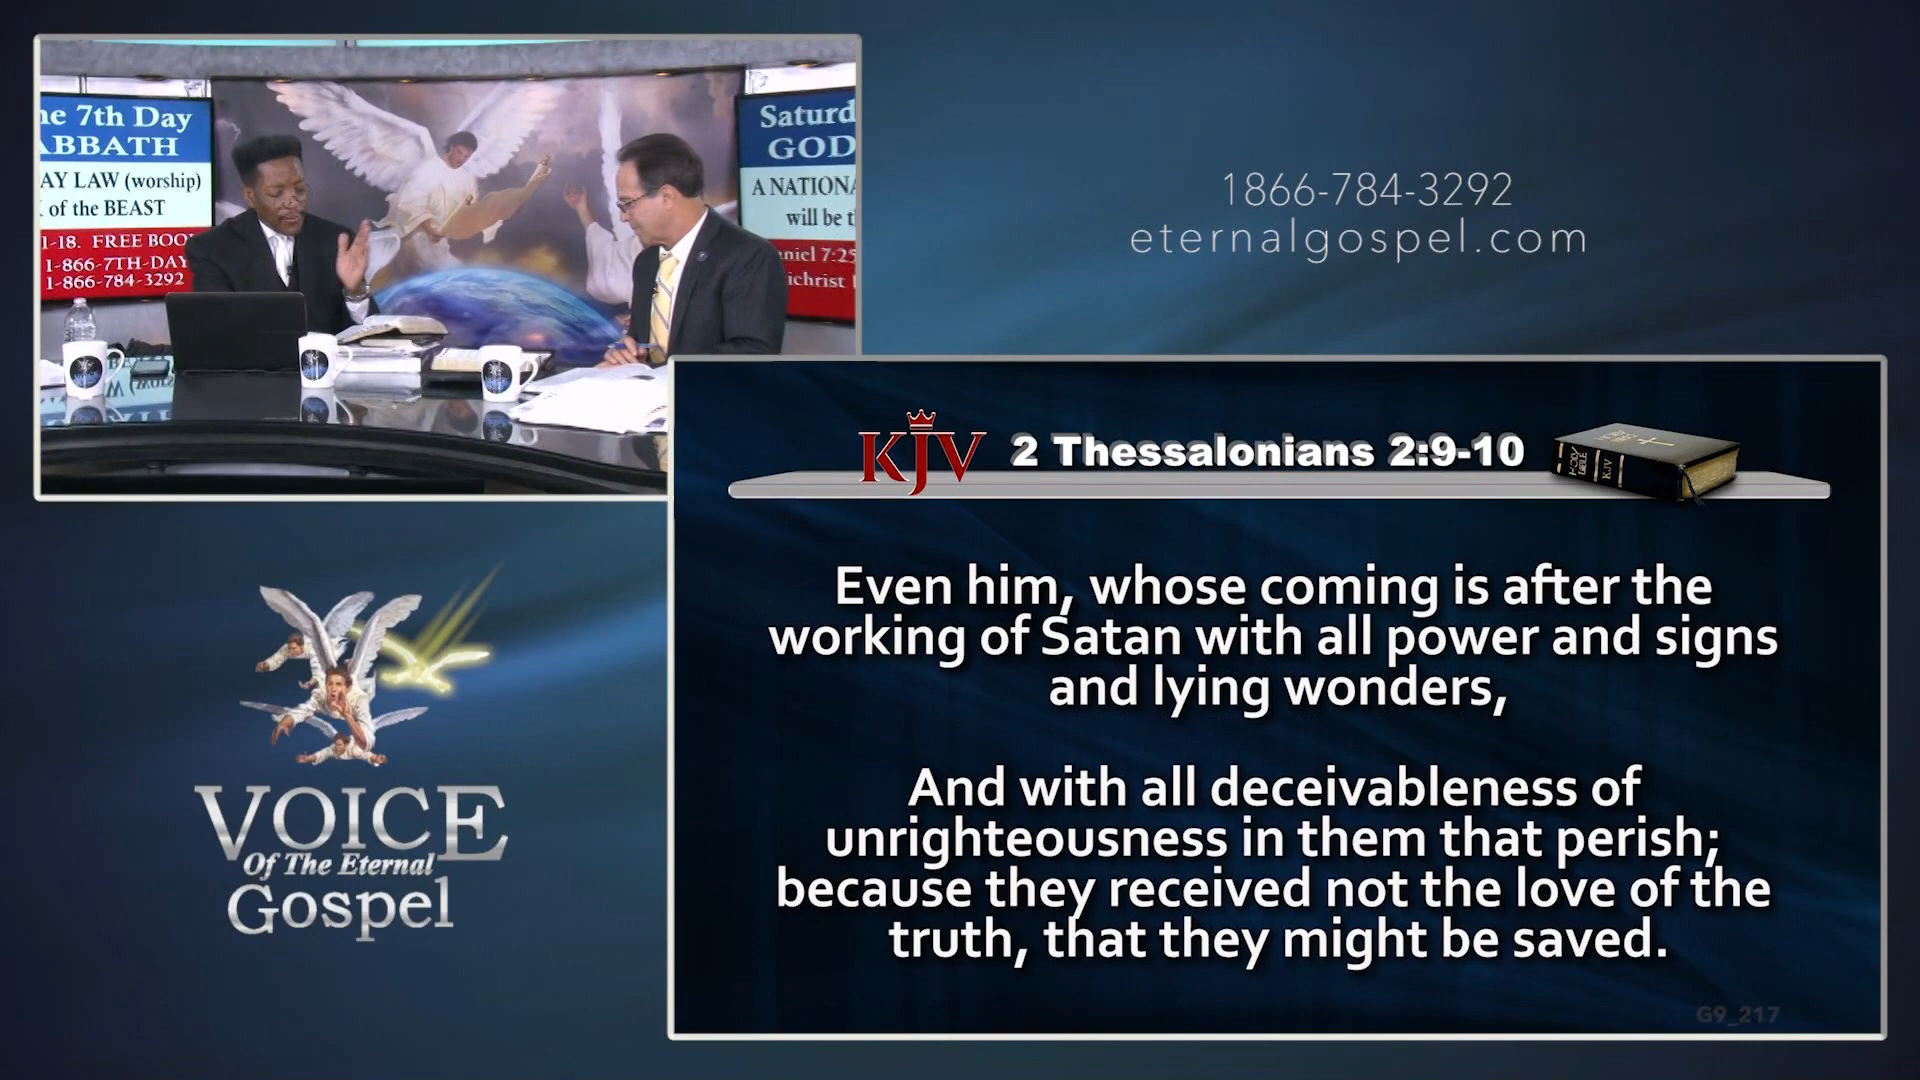 he 7th Day
ABBATH
AY LAW (worship)
of the BEAST
1-18. FREE BOO
1-866-7TH-DAY
1-866-784-3292
Saturd
GOD
A NATIONA
will be t
niel 7:25
ichrist
1866-784-3292
eternalgospel.com
KJV 2 Thessalonians 2:9-10
HOLY BIBLE
KJV
Even him, whose coming is after the
working of Satan with all power and signs
and lying wonders,
And with all deceivableness of
unrighteousness in them that perish;
because they received not the love of the
truth, that they might be saved.
G9_217
VOICE
Of The Eternal
Gospel